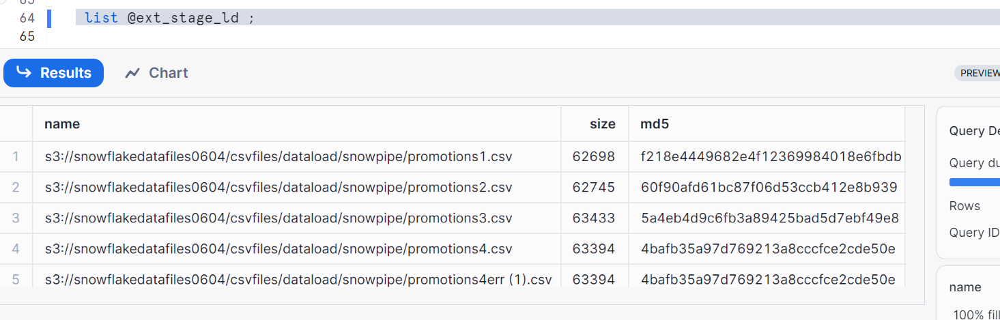 64 list @ext_stage_ld ;
65
Results Chart PREVIEW
name size md5
1 s3://snowflakedatafiles0604/csvfiles/dataload/snowpipe/promotions1.csv 62698 f218e4449682e4f12369984018e6fbdb
2 s3://snowflakedatafiles0604/csvfiles/dataload/snowpipe/promotions2.csv 62745 60f90afd61bc87f06d53ccb412e8b939
3 s3://snowflakedatafiles0604/csvfiles/dataload/snowpipe/promotions3.csv 63433 5a4eb4d9c6fb3a89425bad5d7ebf49e8
4 s3://snowflakedatafiles0604/csvfiles/dataload/snowpipe/promotions4.csv 63394 4bafb35a97d769213a8cccfce2cde50e
5 s3://snowflakedatafiles0604/csvfiles/dataload/snowpipe/promotions4err (1).csv 63394 4bafb35a97d769213a8cccfce2cde50e
Query De
Query du
Rows
Query ID
name
100% fill